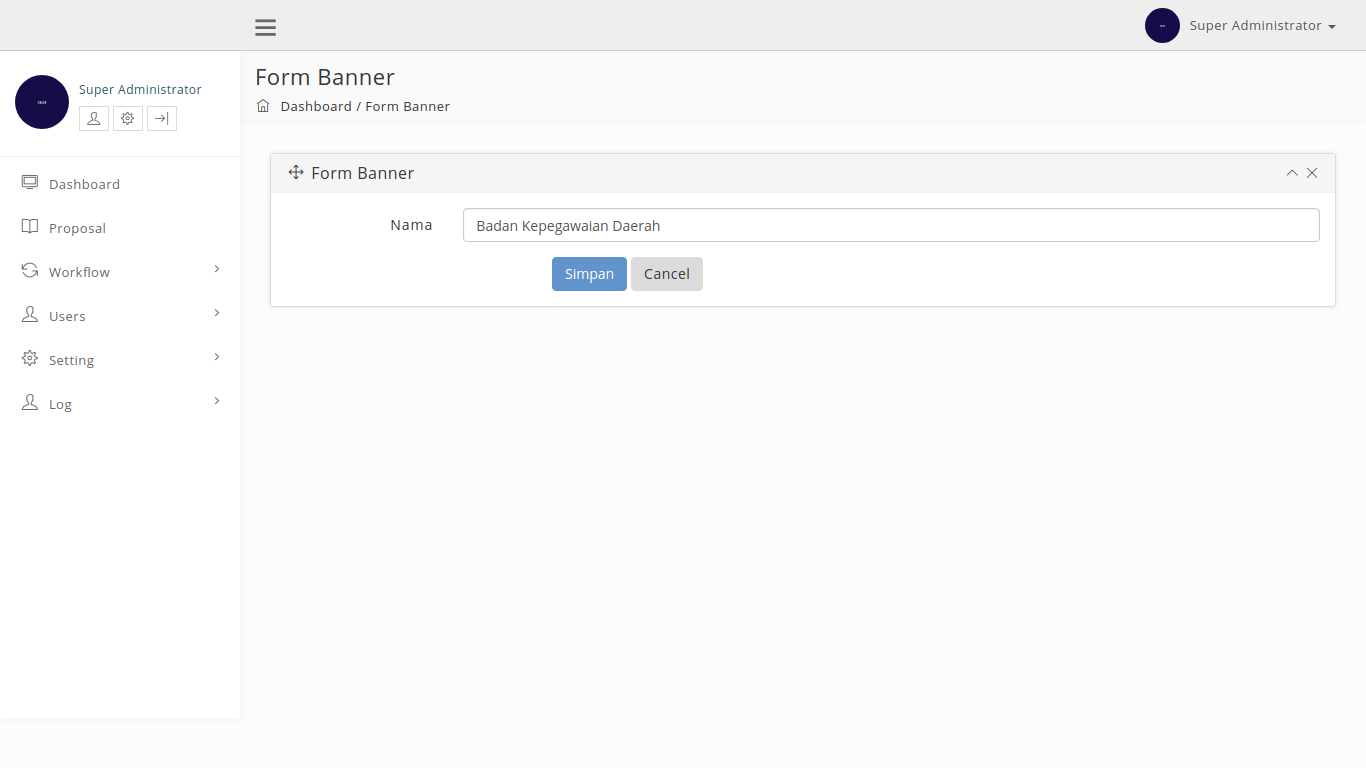 Super Administrator
Super Administrator
Dashboard
Proposal
Workflow
Users
Setting
Log
Form Banner
Dashboard / Form Banner
Form Banner
Nama
Badan Kepegawaian Daerah
Simpan Cancel